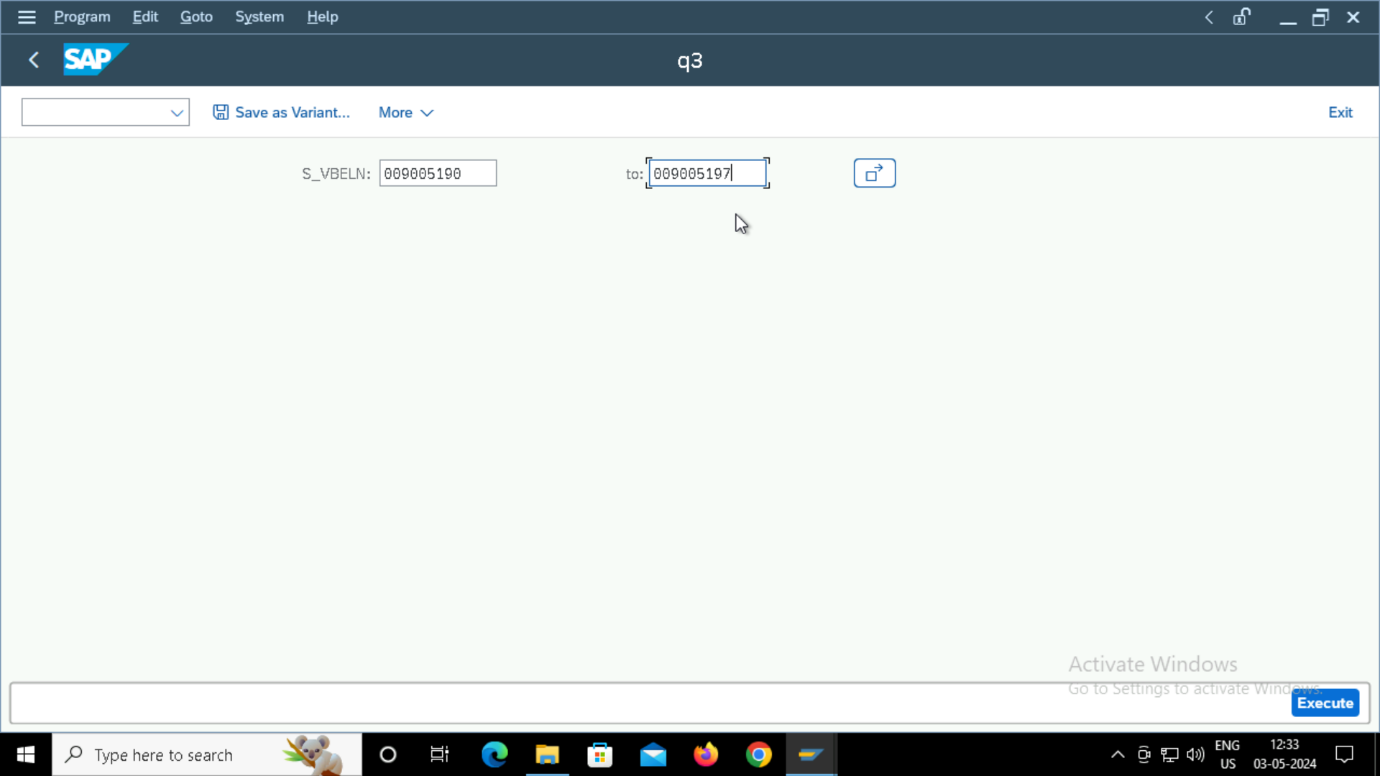 Program Edit Goto System Help
SAP
q3
Save as Variant... More Exit
S_VBELN: 009005190 to: 009005197
Activate Windows
Go to Settings to activate Windows.
Execute
Type here to search
ENG
US
12:33
03-05-2024